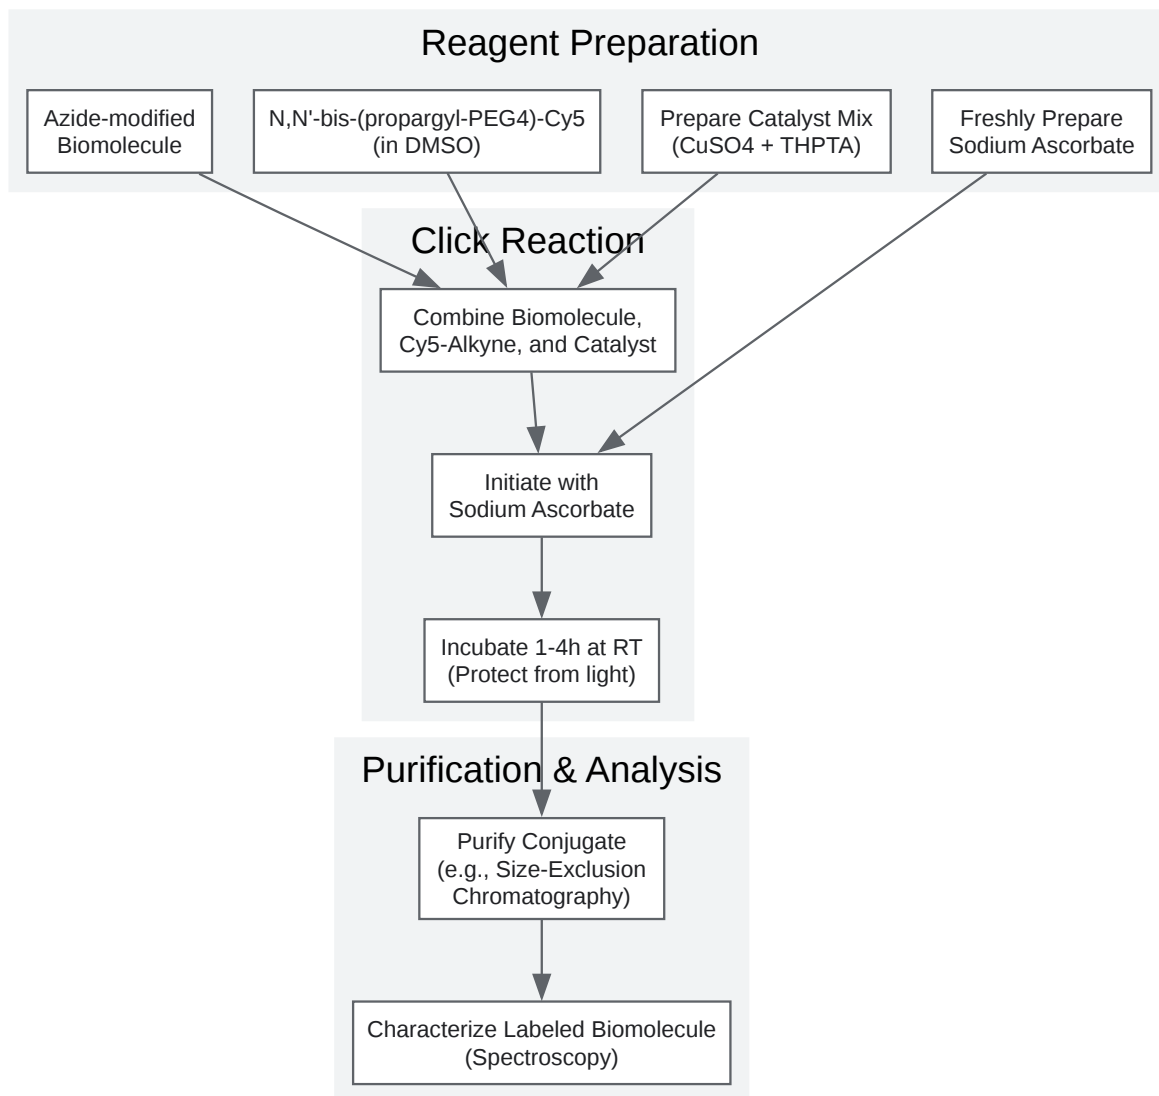 Reagent Preparation
Azide-modified
Biomolecule
N,N'-bis-(propargyl-PEG4)-Cy5
(in DMSO)
Prepare Catalyst Mix
(CuSO4 + THPTA)
Freshly Prepare
Sodium Ascorbate
Click Reaction
Combine Biomolecule,
Cy5-Alkyne, and Catalyst
Initiate with
Sodium Ascorbate
Incubate 1-4h at RT
(Protect from light)
Purification & Analysis
Purify Conjugate
(e.g., Size-Exclusion
Chromatography)
Characterize Labeled Biomolecule
(Spectroscopy)